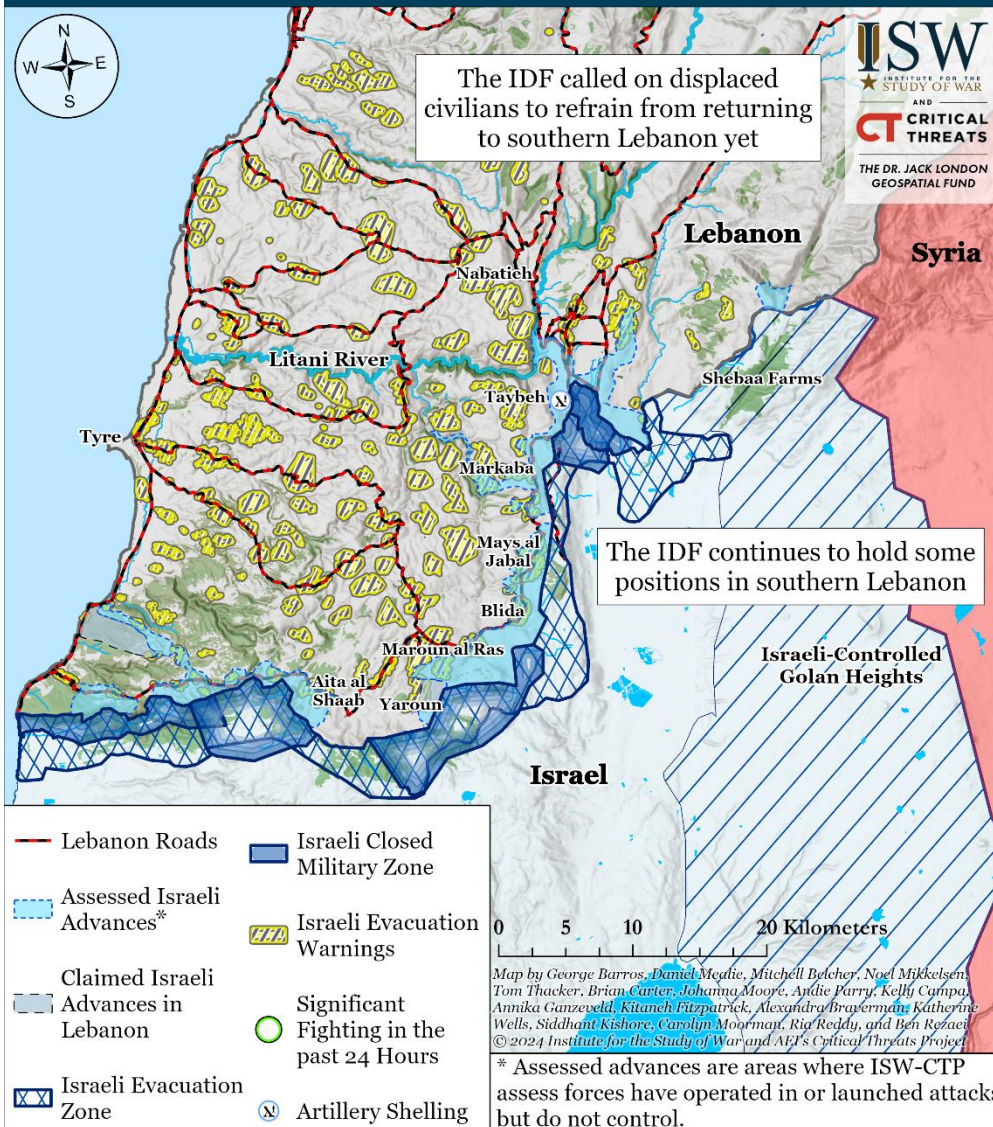 N
W E
S
The IDF called on displaced
civilians to refrain from returning
to southern Lebanon yet
ISW
INSTITUTE FOR THE
STUDY OF WAR
AND
CT CRITICAL
THREATS
THE DR. JACK LONDON
GEOSPATIAL FUND
Lebanon
Syria
Nabatieh
Litani River
Shebaa Farms
Taybeh
Tyre
Markaba
Mays al
Jabal
The IDF continues to hold some
positions in southern Lebanon
Blida
Maroun al Ras
Israeli-Controlled
Golan Heights
Aita al
Shaab
Yaroun
Israel
Lebanon Roads
Assessed Israeli
Advances*
Claimed Israeli
Advances in
Lebanon
Israeli Evacuation
Zone
Israeli Closed
Military Zone
Israeli Evacuation
Warnings
Significant
Fighting in the
past 24 Hours
Artillery Shelling
0 5 10 20 Kilometers
Map by George Barros, Daniel Mealie, Mitchell Belcher, Noel Mikkelsen,
Tom Thacker, Brian Carter, Johanna Moore, Andie Parry, Kelly Campa,
Annika Ganzeveld, Kitaneh Fitzpatrick, Alexandra Braverman, Katherine
Wells, Siddhant Kishore, Carolyn Moorman, Ria Reddy, and Ben Rezaei
© 2024 Institute for the Study of War and AEI's Critical Threats Project
* Assessed advances are areas where ISW-CTP
assess forces have operated in or launched attacks
but do not control.